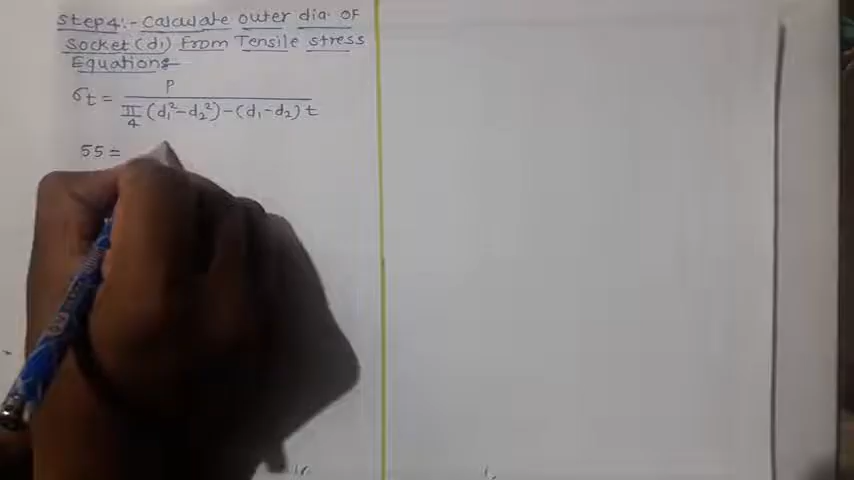 Step4:- Calculate outer dia. of
Socket (d1) From Tensile stress
Equations
σt = P / π/4 (d1²-d2²) - (d1-d2) t
55 =